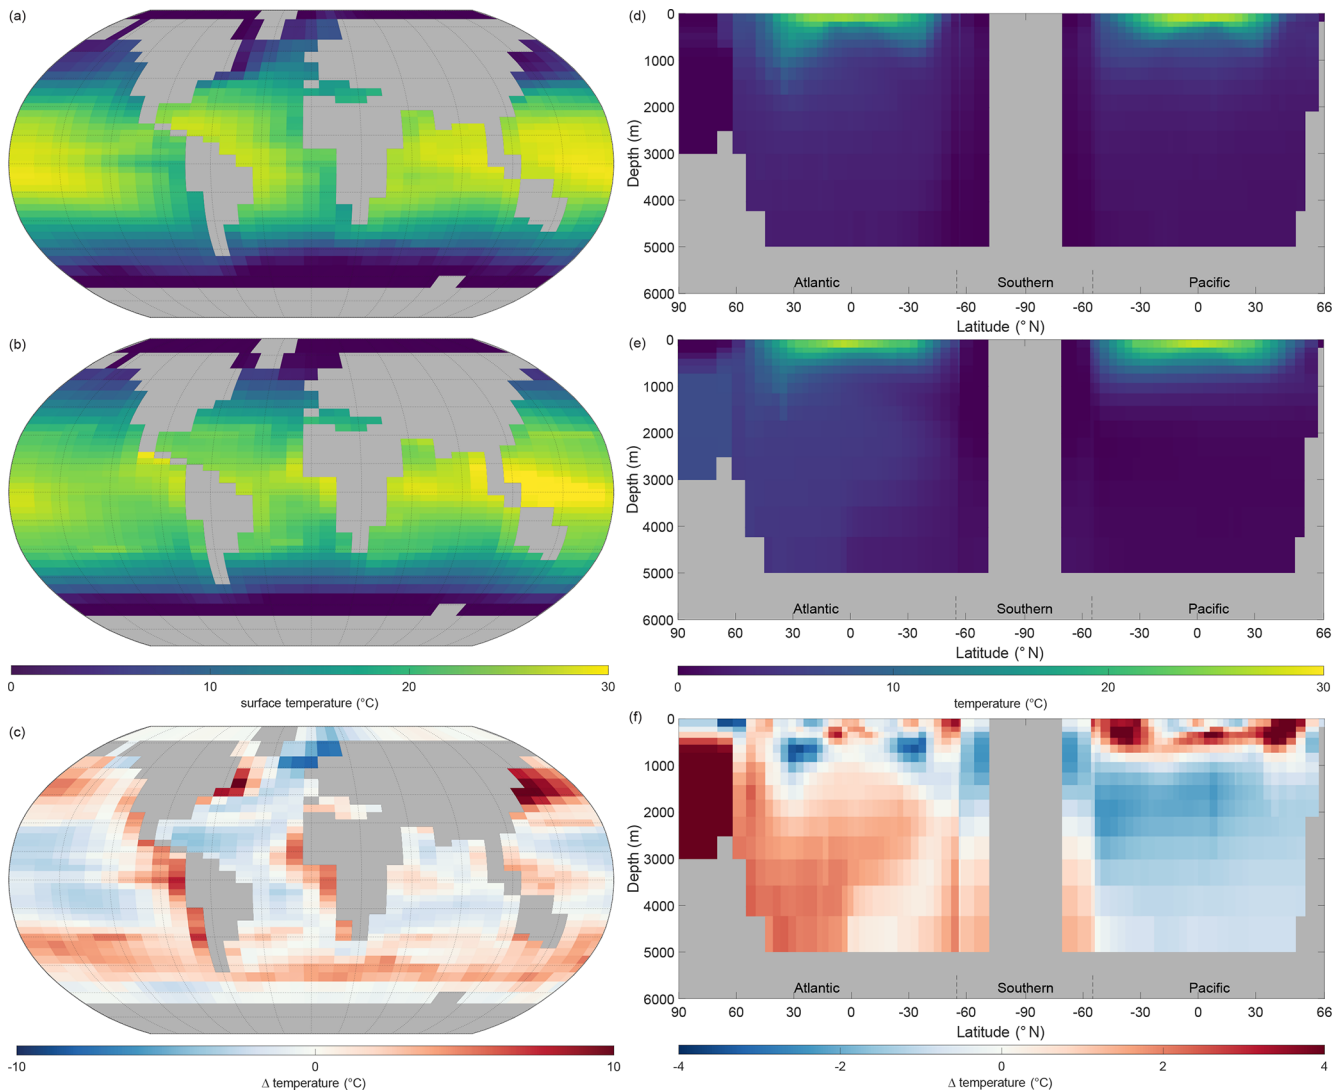 (a)
(b)
0 10 20 30
surface temperature (°C)
(c)
-10 0 10
Δ temperature (°C)
(d)
0
1000
2000
3000
4000
5000
6000
Depth (m)
Atlantic Southern Pacific
90 60 30 0 -30 -60 -90 -60 -30 0 30 66
Latitude (° N)
(e)
0
1000
2000
3000
4000
5000
6000
Depth (m)
Atlantic Southern Pacific
90 60 30 0 -30 -60 -90 -60 -30 0 30 66
Latitude (° N)
0 10 20 30
temperature (°C)
(f)
0
1000
2000
3000
4000
5000
6000
Depth (m)
Atlantic Southern Pacific
90 60 30 0 -30 -60 -90 -60 -30 0 30 66
Latitude (° N)
-4 -2 0 2 4
Δ temperature (°C)